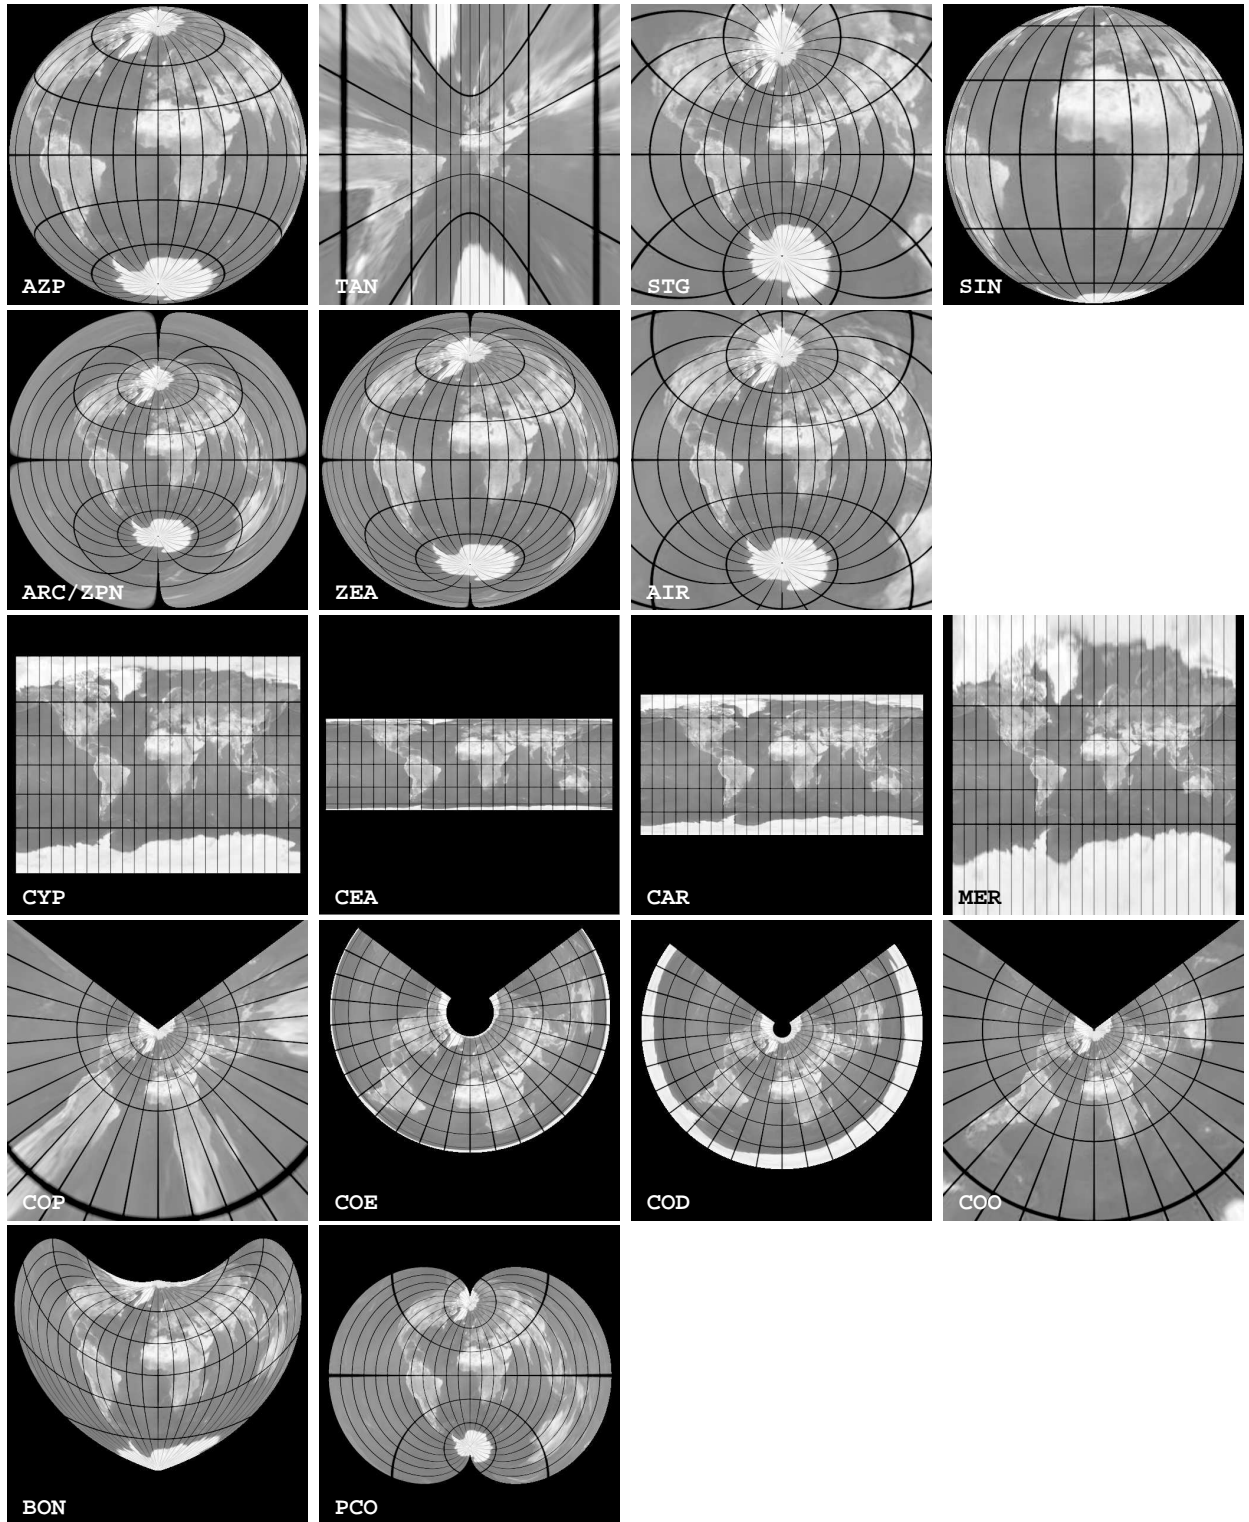 AZP
TAN
STG
SIN
ARC/ZPN
ZEA
AIR
CYP
CEA
CAR
MER
COP
COE
COD
COO
BON
PCO